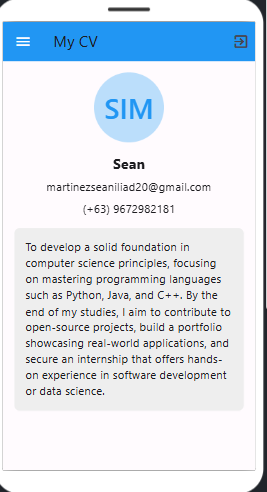 My CV
SIM
Sean
martinezseaniliad20@gmail.com
(+63) 9672982181
To develop a solid foundation in
computer science principles, focusing
on mastering programming languages
such as Python, Java, and C++. By the
end of my studies, I aim to contribute to
open-source projects, build a portfolio
showcasing real-world applications, and
secure an internship that offers hands-
on experience in software development
or data science.